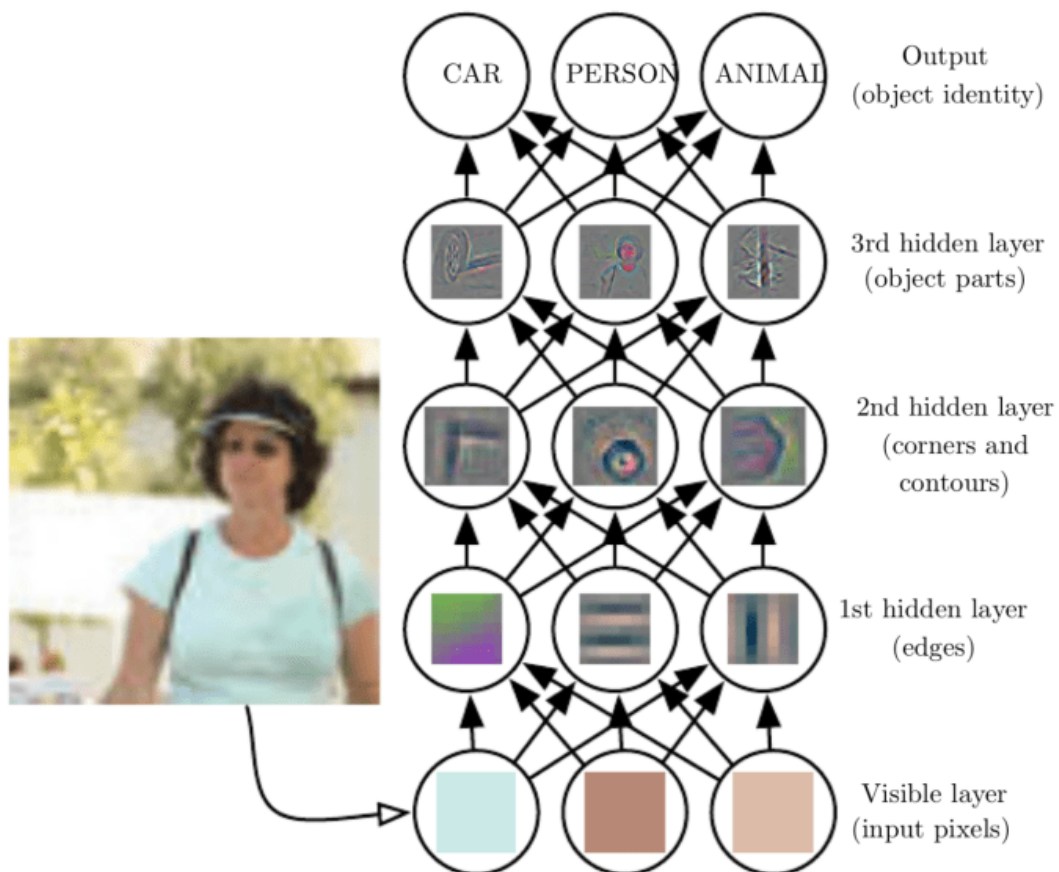 CAR
PERSON
ANIMAL
Output
(object identity)
3rd hidden layer
(object parts)
2nd hidden layer
(corners and
contours)
1st hidden layer
(edges)
Visible layer
(input pixels)